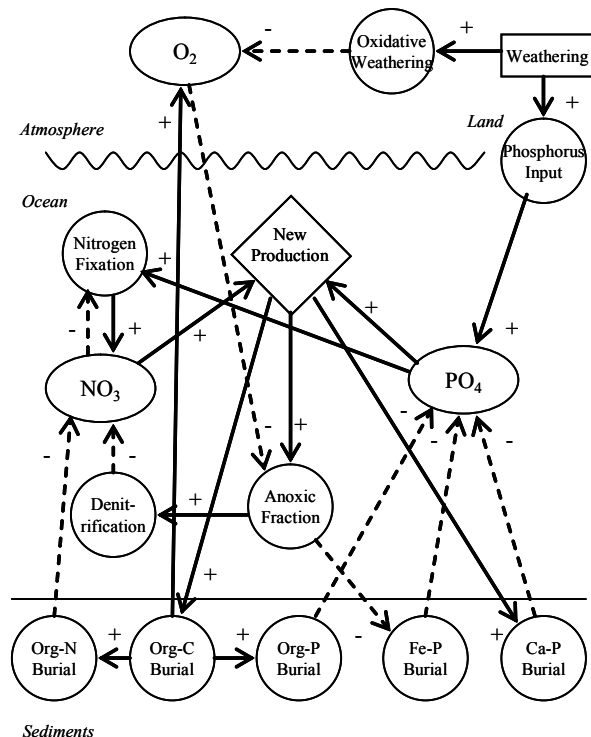 -
+
O2
Oxidative
Weathering
Weathering
+
+
Atmosphere
Land
Phosphorus
Input
Ocean
Nitrogen
Fixation
+
New
Production
-
+
+
+
+
NO3
PO4
-
-
-
-
-
-
+
Denit-
rification
+
Anoxic
Fraction
+
Org-N
Burial
+
Org-C
Burial
+
Org-P
Burial
-
Fe-P
Burial
+
Ca-P
Burial
Sediments